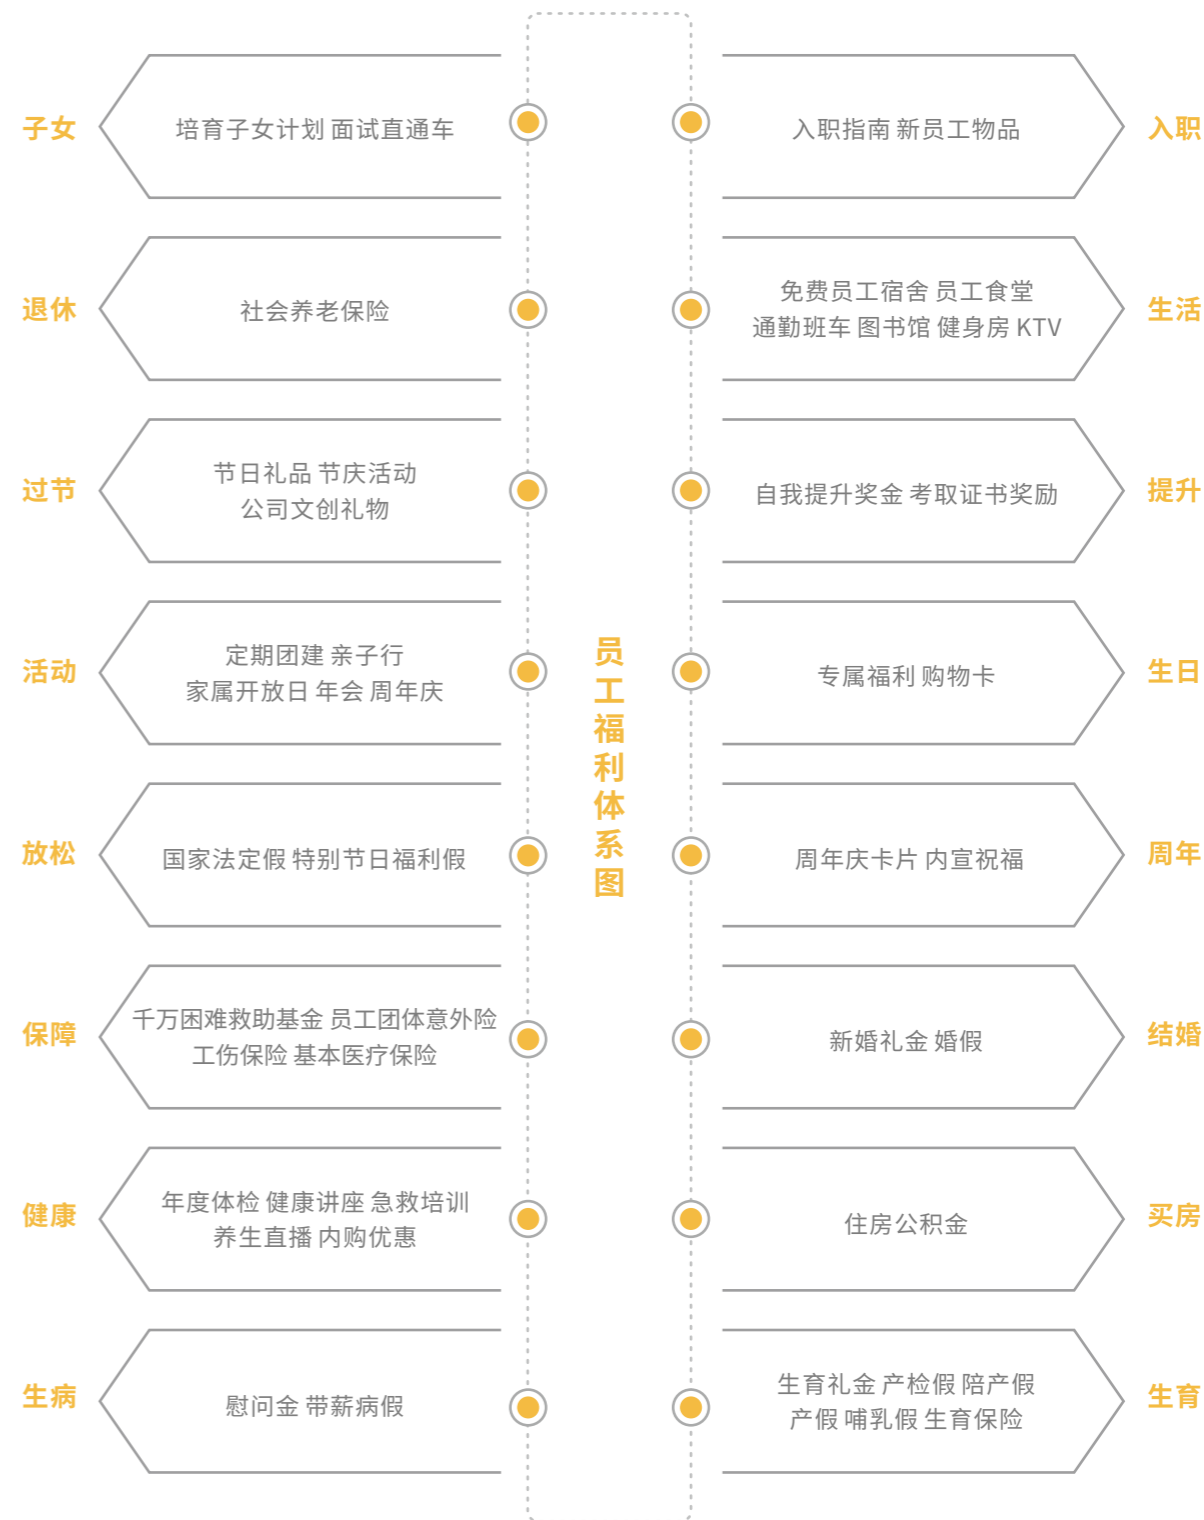 员工福利体系图
子女
培育子女计划 面试直通车
退休
社会养老保险
过节
节日礼品 节庆活动
公司文创礼物
活动
定期团建 亲子行
家属开放日 年会 周年庆
放松
国家法定假 特别节日福利假
保障
千万困难救助基金 员工团体意外险
工伤保险 基本医疗保险
健康
年度体检 健康讲座 急救培训
养生直播 内购优惠
生病
慰问金 带薪病假
入职指南 新员工物品
入职
免费员工宿舍 员工食堂
通勤班车 图书馆 健身房 KTV
生活
自我提升奖金 考取证书奖励
提升
专属福利 购物卡
生日
周年庆卡片 内宣祝福
周年
新婚礼金 婚假
结婚
住房公积金
买房
生育礼金 产检假 陪产假
产假 哺乳假 生育保险
生育